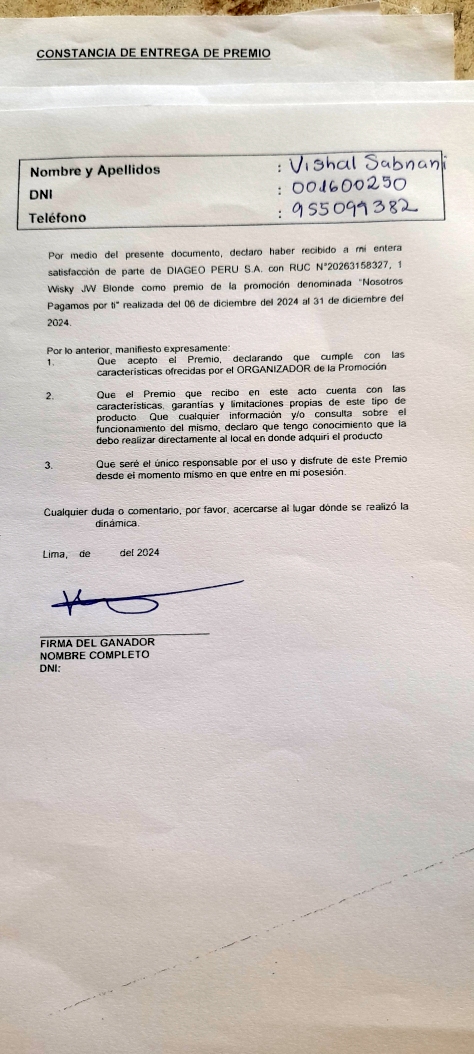 CONSTANCIA DE ENTREGA DE PREMIO
Nombre y Apellidos : Vishal Sabnani
DNI : 001600250
Teléfono : 955099382
Por medio del presente documento, declaro haber recibido a mi entera
satisfacción de parte de DIAGEO PERU S.A. con RUC N°20263158327, 1
Wisky JW Blonde como premio de la promoción denominada "Nosotros
Pagamos por ti" realizada del 06 de diciembre del 2024 al 31 de diciembre del
2024.
Por lo anterior, manifiesto expresamente:
1. Que acepto el Premio, declarando que cumple con las
características ofrecidas por el ORGANIZADOR de la Promoción
2. Que el Premio que recibo en este acto cuenta con las
características, garantías y limitaciones propias de este tipo de
producto. Que cualquier información y/o consulta sobre el
funcionamiento del mismo, declaro que tengo conocimiento que la
debo realizar directamente al local en donde adquirí el producto
3. Que seré el único responsable por el uso y disfrute de este Premio
desde el momento mismo en que entre en mi posesión.
Cualquier duda o comentario, por favor, acercarse al lugar dónde se realizó la
dinámica.
Lima, de del 2024
FIRMA DEL GANADOR
NOMBRE COMPLETO
DNI: